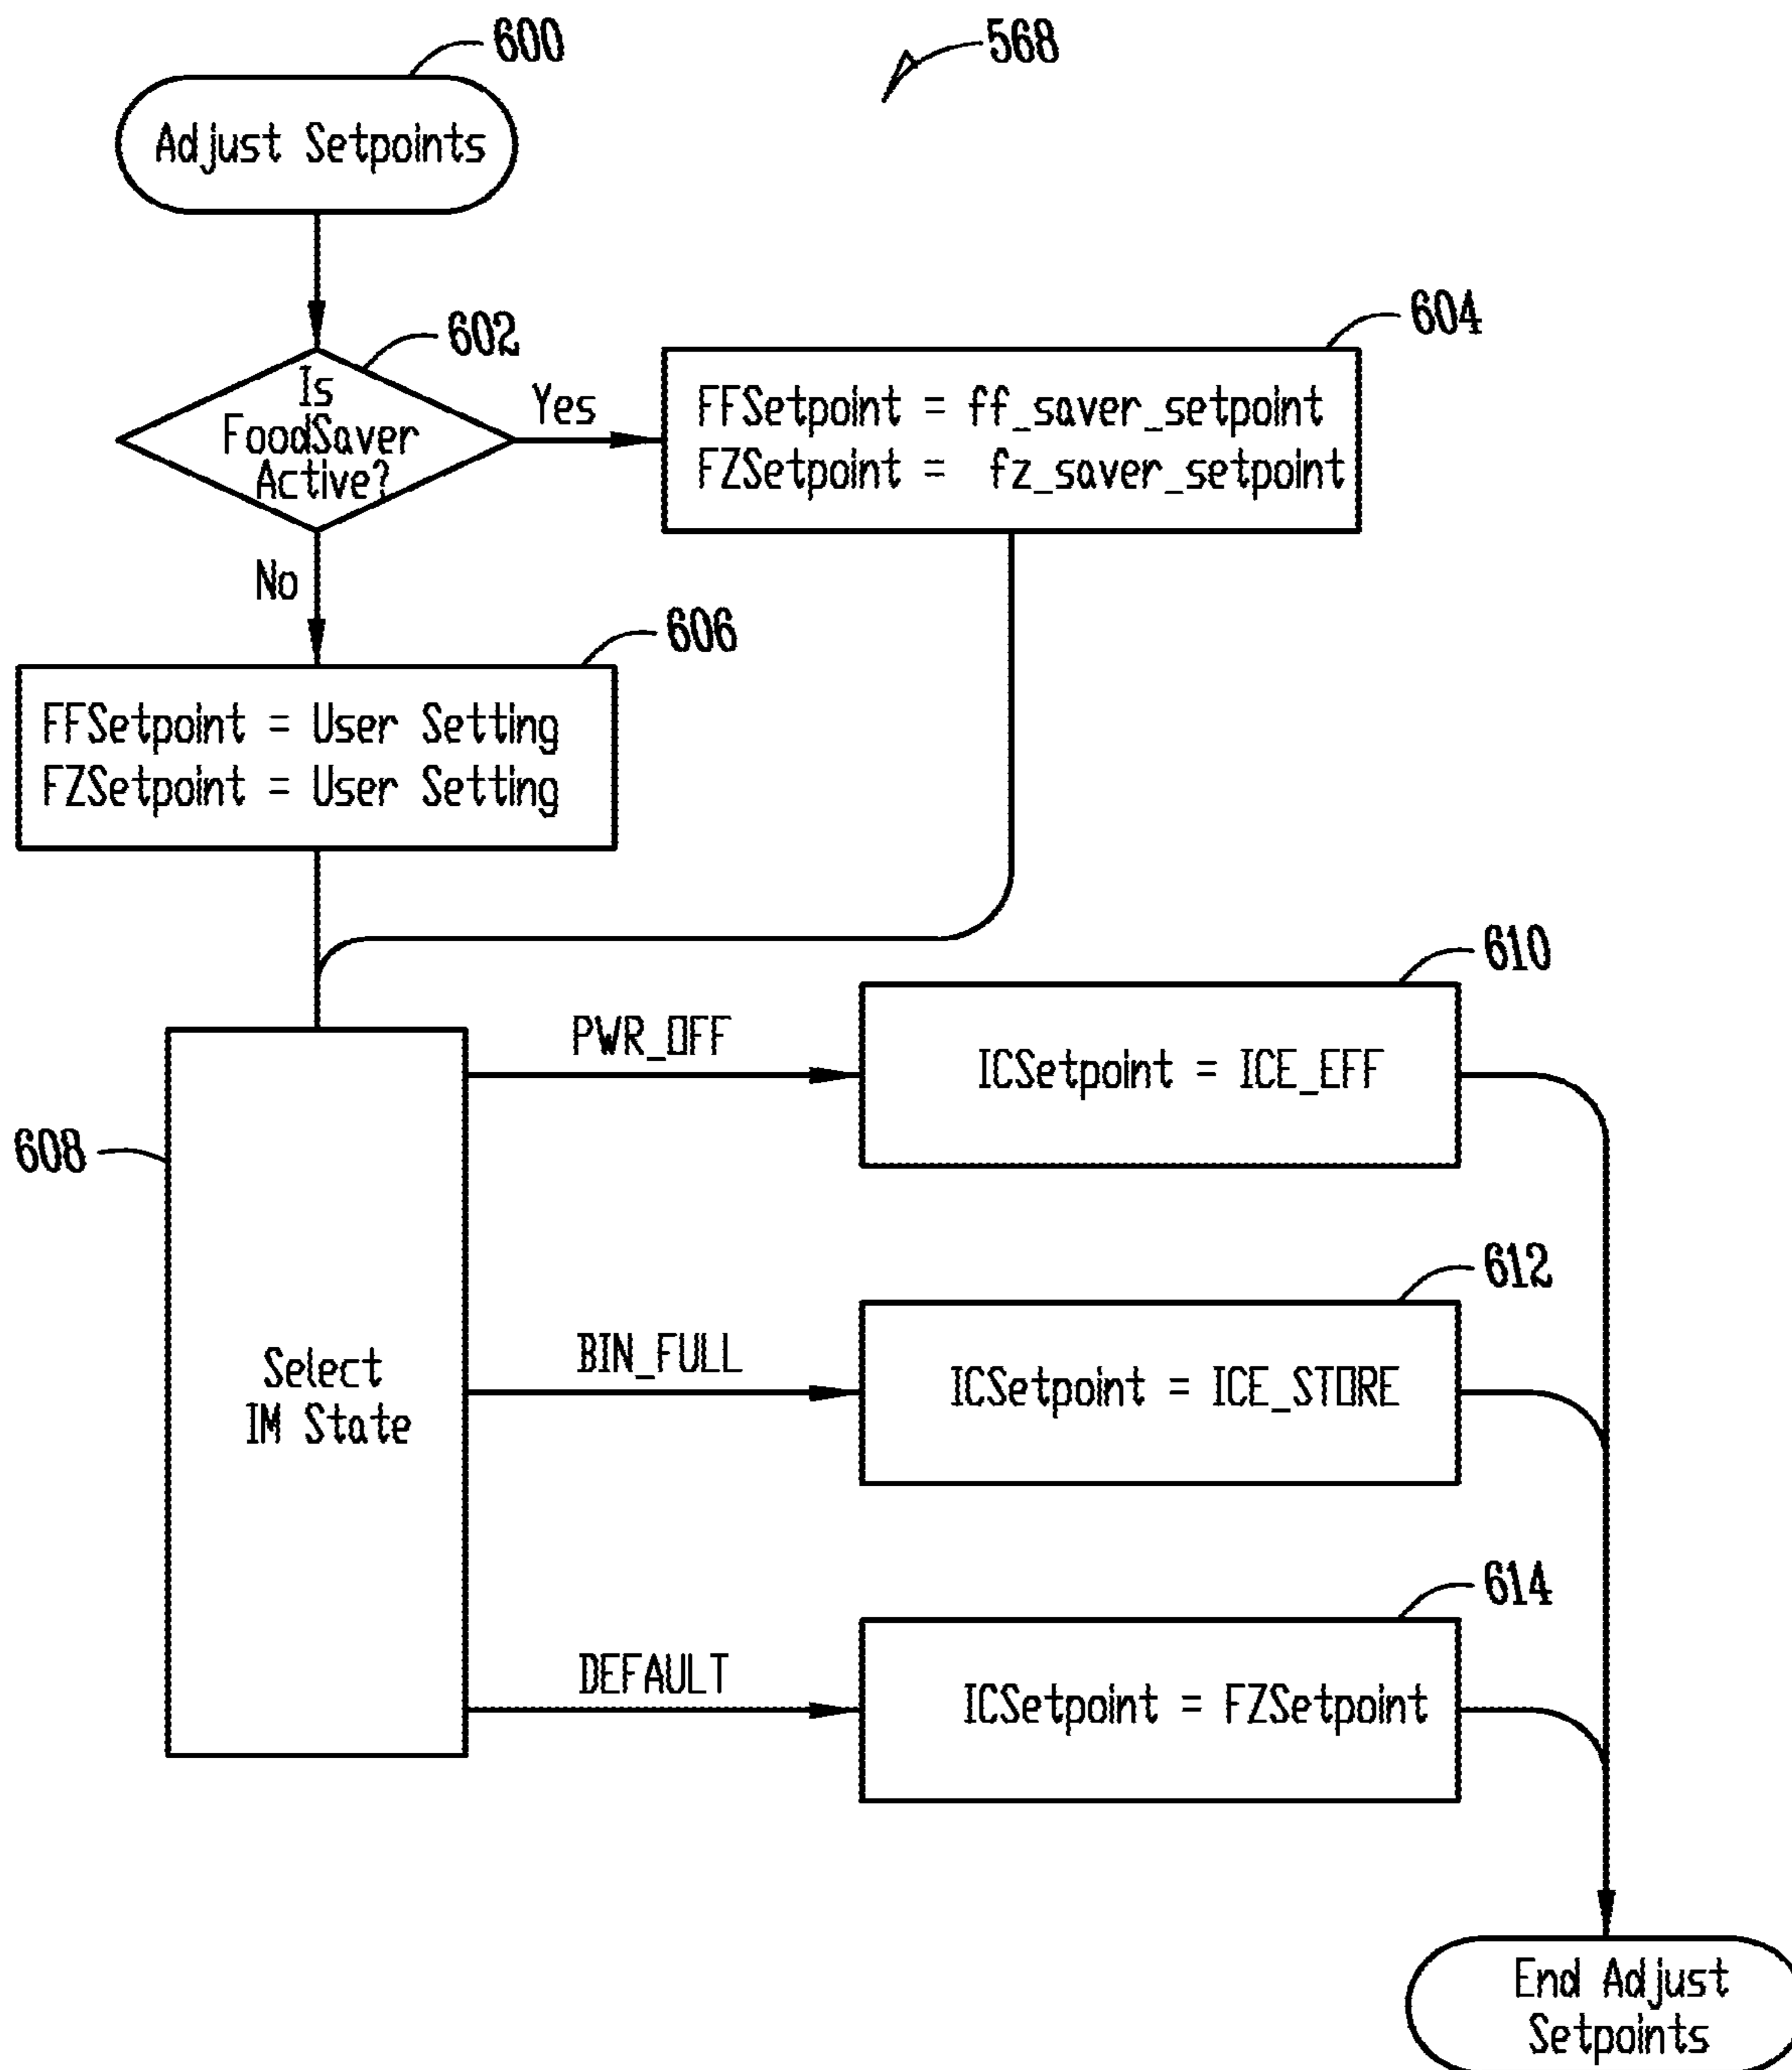 600
568
Adjust Setpoints
602
604
Is
FoodSaver
Active?
Yes
FFSetpoint = ff_saver_setpoint
FZSetpoint = fz_saver_setpoint
No
606
FFSetpoint = User Setting
FZSetpoint = User Setting
610
PWR_OFF
ICSetpoint = ICE_EFF
608
612
Select
IM State
BIN_FULL
ICSetpoint = ICE_STORE
614
DEFAULT
ICSetpoint = FZSetpoint
End Adjust
Setpoints